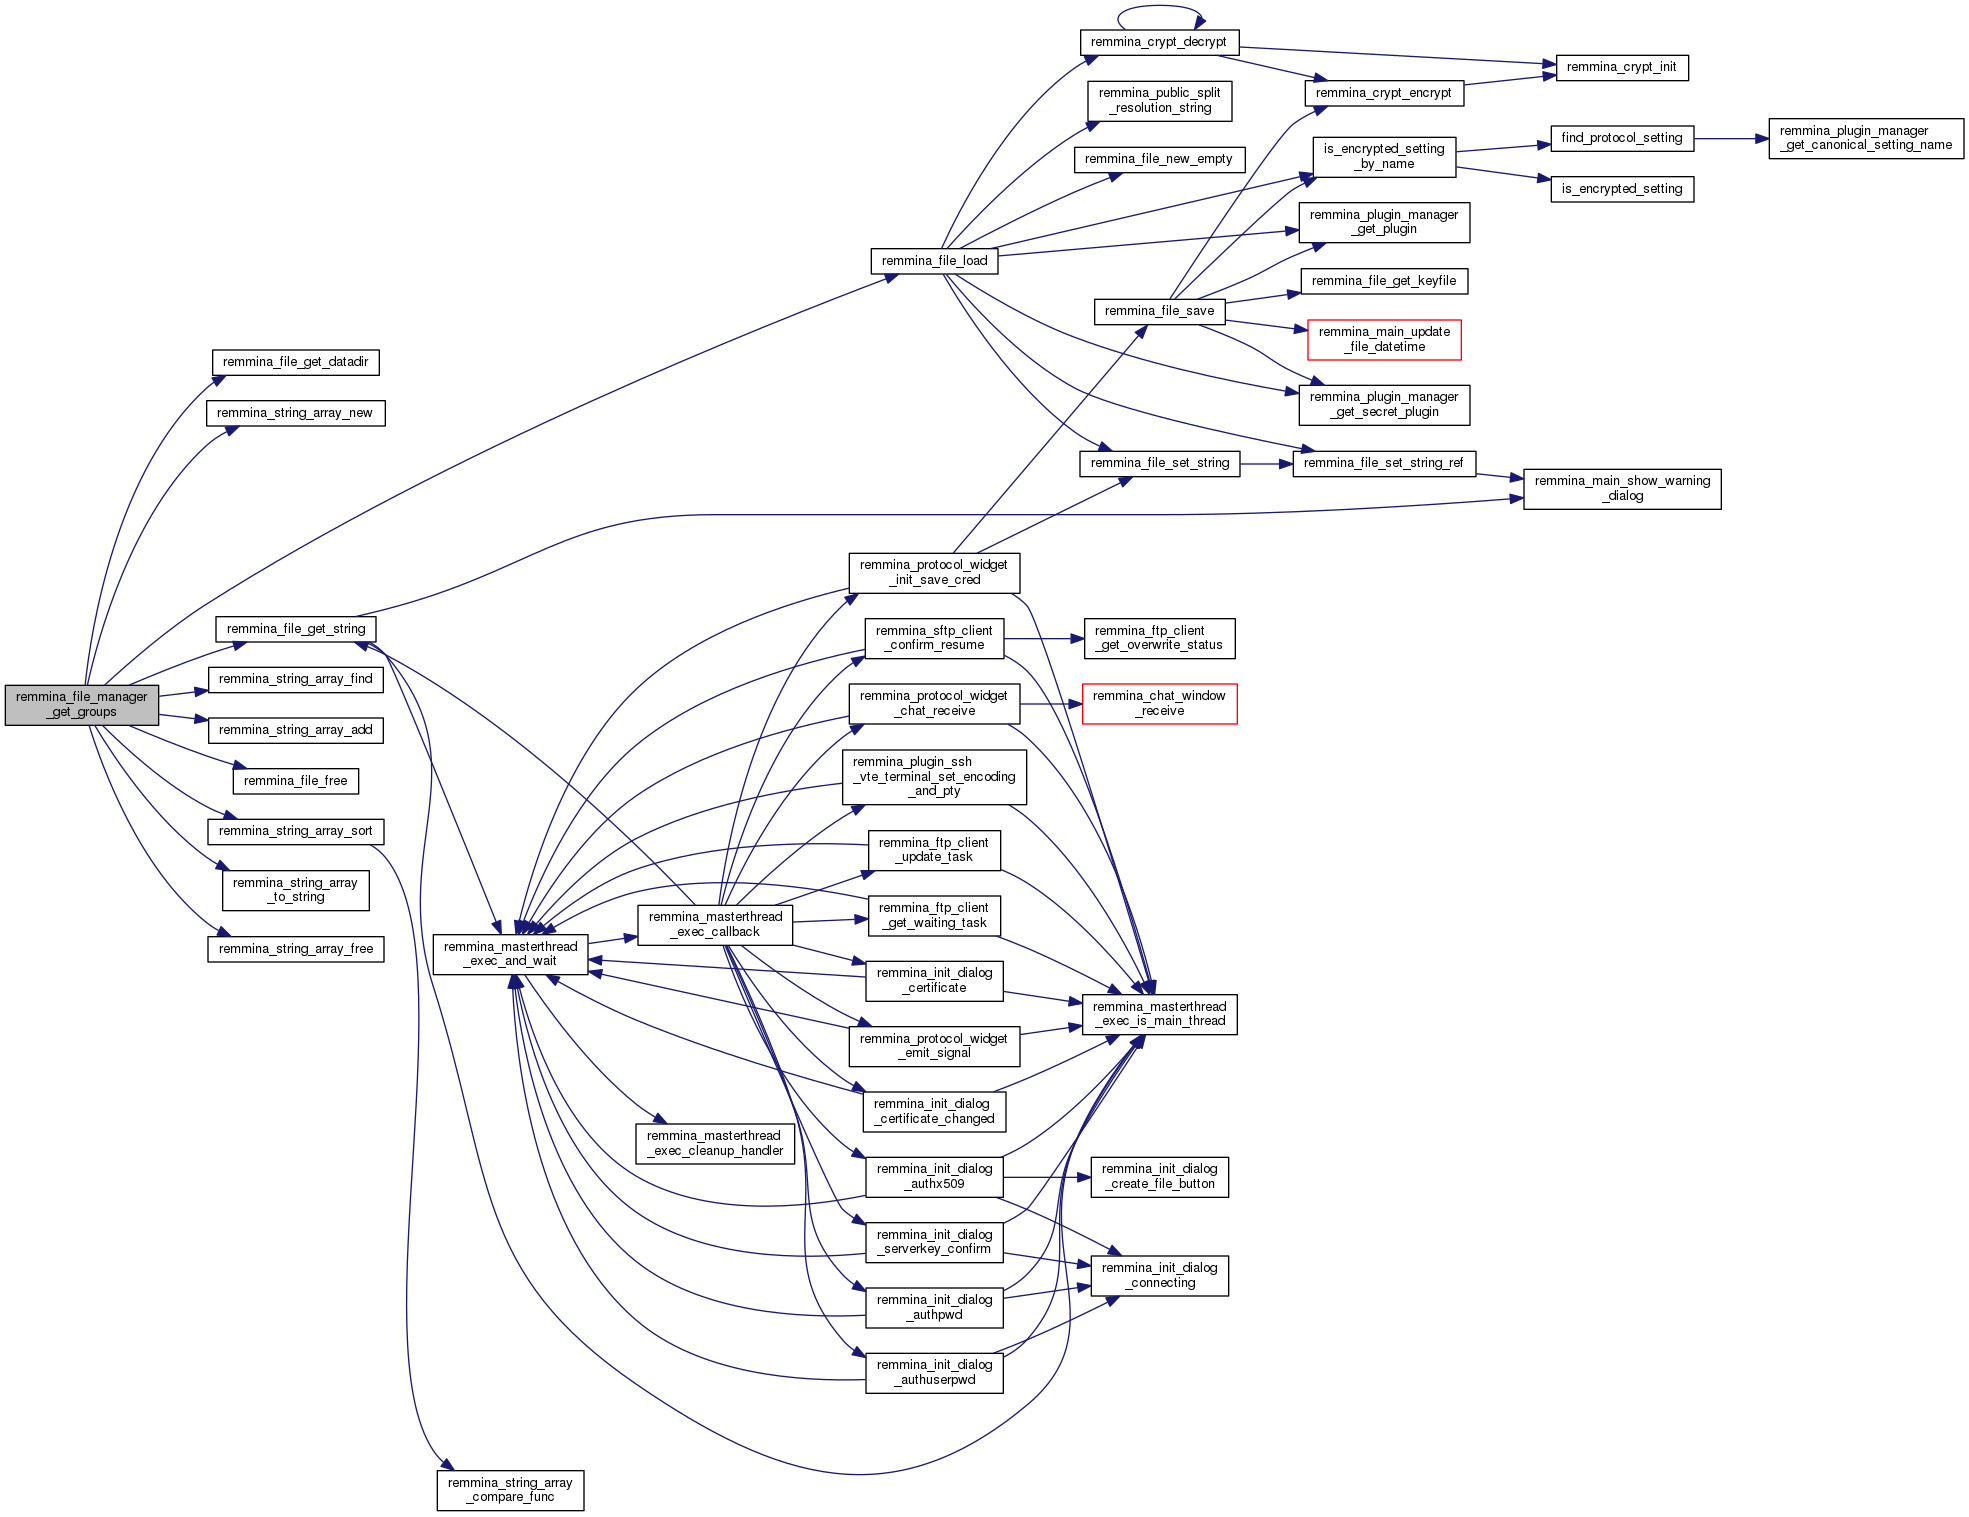 remmina_file_manager
_get_groups
remmina_file_get_datadir
remmina_string_array_new
remmina_file_get_string
remmina_string_array_find
remmina_string_array_add
remmina_file_free
remmina_string_array_sort
remmina_string_array
_to_string
remmina_string_array_free
remmina_masterthread
_exec_and_wait
remmina_string_array
_compare_func
remmina_masterthread
_exec_callback
remmina_masterthread
_exec_cleanup_handler
remmina_file_load
remmina_protocol_widget
_init_save_cred
remmina_sftp_client
_confirm_resume
remmina_protocol_widget
_chat_receive
remmina_plugin_ssh
_vte_terminal_set_encoding
_and_pty
remmina_ftp_client
_update_task
remmina_ftp_client
_get_waiting_task
remmina_init_dialog
_certificate
remmina_protocol_widget
_emit_signal
remmina_init_dialog
_certificate_changed
remmina_init_dialog
_authx509
remmina_init_dialog
_serverkey_confirm
remmina_init_dialog
_authpwd
remmina_init_dialog
_authuserpwd
remmina_crypt_decrypt
remmina_public_split
_resolution_string
remmina_file_new_empty
remmina_file_save
remmina_file_set_string
remmina_ftp_client
_get_overwrite_status
remmina_chat_window
_receive
remmina_masterthread
_exec_is_main_thread
remmina_init_dialog
_create_file_button
remmina_init_dialog
_connecting
remmina_crypt_encrypt
is_encrypted_setting
_by_name
remmina_plugin_manager
_get_plugin
remmina_file_get_keyfile
remmina_main_update
_file_datetime
remmina_plugin_manager
_get_secret_plugin
remmina_file_set_string_ref
remmina_crypt_init
find_protocol_setting
is_encrypted_setting
remmina_main_show_warning
_dialog
remmina_plugin_manager
_get_canonical_setting_name